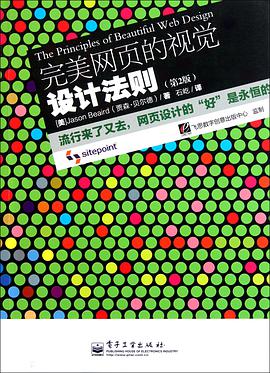 The Principles of Beautiful Web Design
完美网页的视觉
设计法则(第2版)
[美]Jason Beaird(贾森·贝尔德) 著 石屹 译
流行来了又去,网页设计的“好”是永恒的
sitepoint
飞思数字创意出版中心 监制
电子工业出版社
PUBLISHING HOUSE OF ELECTRONICS INDUSTRY